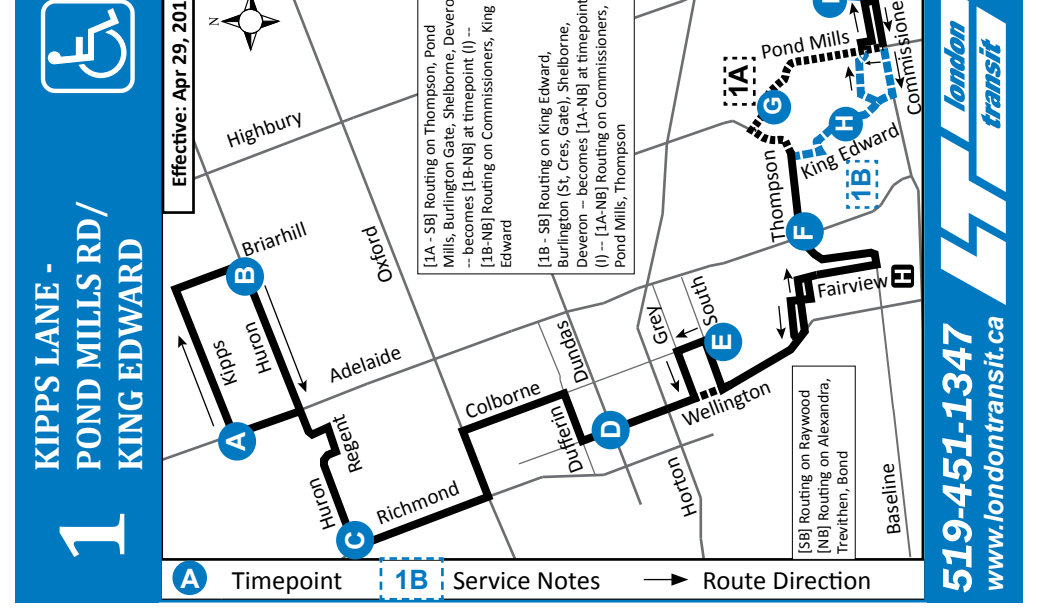 1
KIPPS LANE -
POND MILLS RD/
KING EDWARD
Effective: Apr 29, 201
N
[1A - SB] Routing on Thompson, Pond
Mills, Burlington Gate, Shelborne, Devero
-- becomes [1B-NB] at timepoint (I) --
[1B-NB] Routing on Commissioners, King
Edward
[1B - SB] Routing on King Edward,
Burlington (St, Cres, Gate), Shelborne,
Deveron -- becomes [1A-NB] at timepoint
(I) -- [1A-NB] Routing on Commissioners,
Pond Mills, Thompson
[SB] Routing on Raywood
[NB] Routing on Alexandra,
Trevithen, Bond
Highbury
Briarhill
Oxford
Kipps
Huron
Adelaide
Regent
Huron
Richmond
Colborne
Dundas
Dufferin
Grey
South
Horton
Wellington
Baseline
Fairview
Thompson
King Edward
Pond Mills
Commissione
1A
1B
A
B
C
D
E
F
G
H
H
A Timepoint
1B Service Notes
Route Direction
519-451-1347
www.londontransit.ca
london
transit